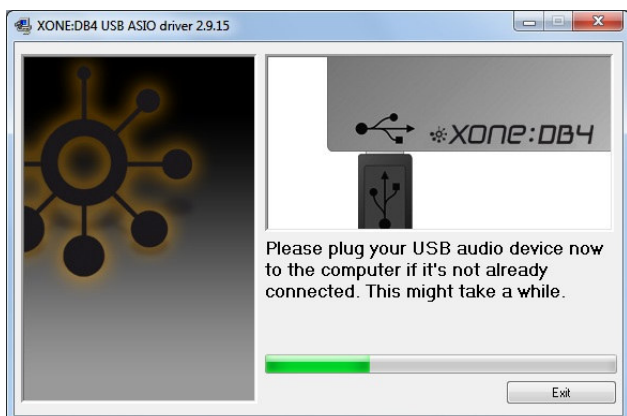 XONE:DB4 USB ASIO driver 2.9.15
XONE:DB4
Please plug your USB audio device now
to the computer if it's not already
connected. This might take a while.
Exit